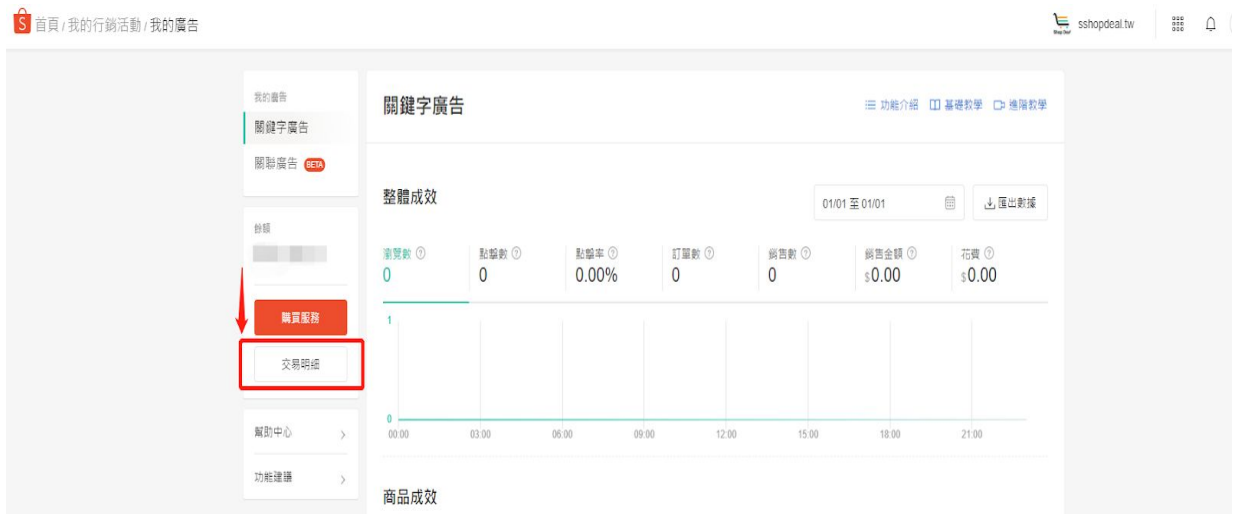 首頁 / 我的行銷活動 / 我的廣告
Shop Deal
sshopdeal.tw
我的廣告
關鍵字廣告
關聯廣告 BETA
餘額
購買服務
交易明細
幫助中心
功能建議
關鍵字廣告
功能介紹 基礎教學 進階教學
整體成效
01/01 至 01/01
匯出數據
瀏覽數 點擊數 點擊率 訂單數 銷售數 銷售金額 花費
0 0 0.00% 0 0 $0.00 $0.00
1
0
00:00 03:00 06:00 09:00 12:00 15:00 18:00 21:00
商品成效